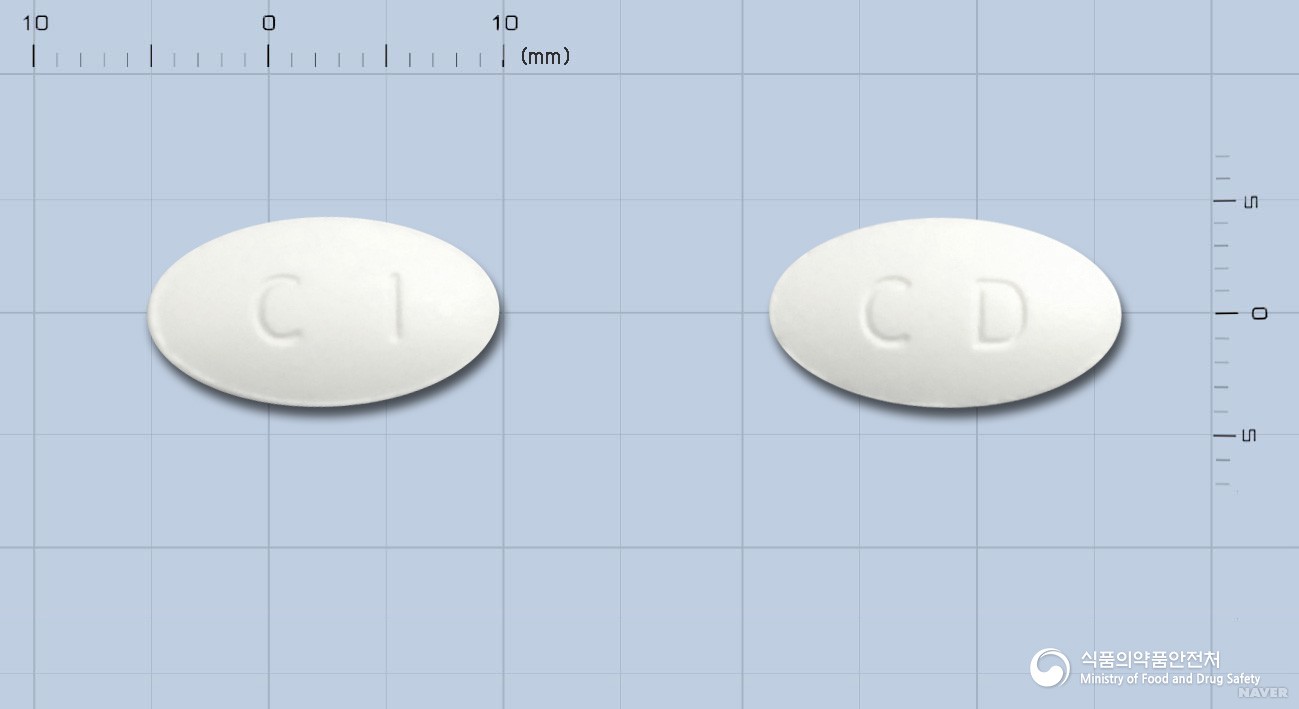 10 0 10
(mm)
C I
C D
5
0
5
식품의약품안전처
Ministry of Food and Drug Safety
NAVER